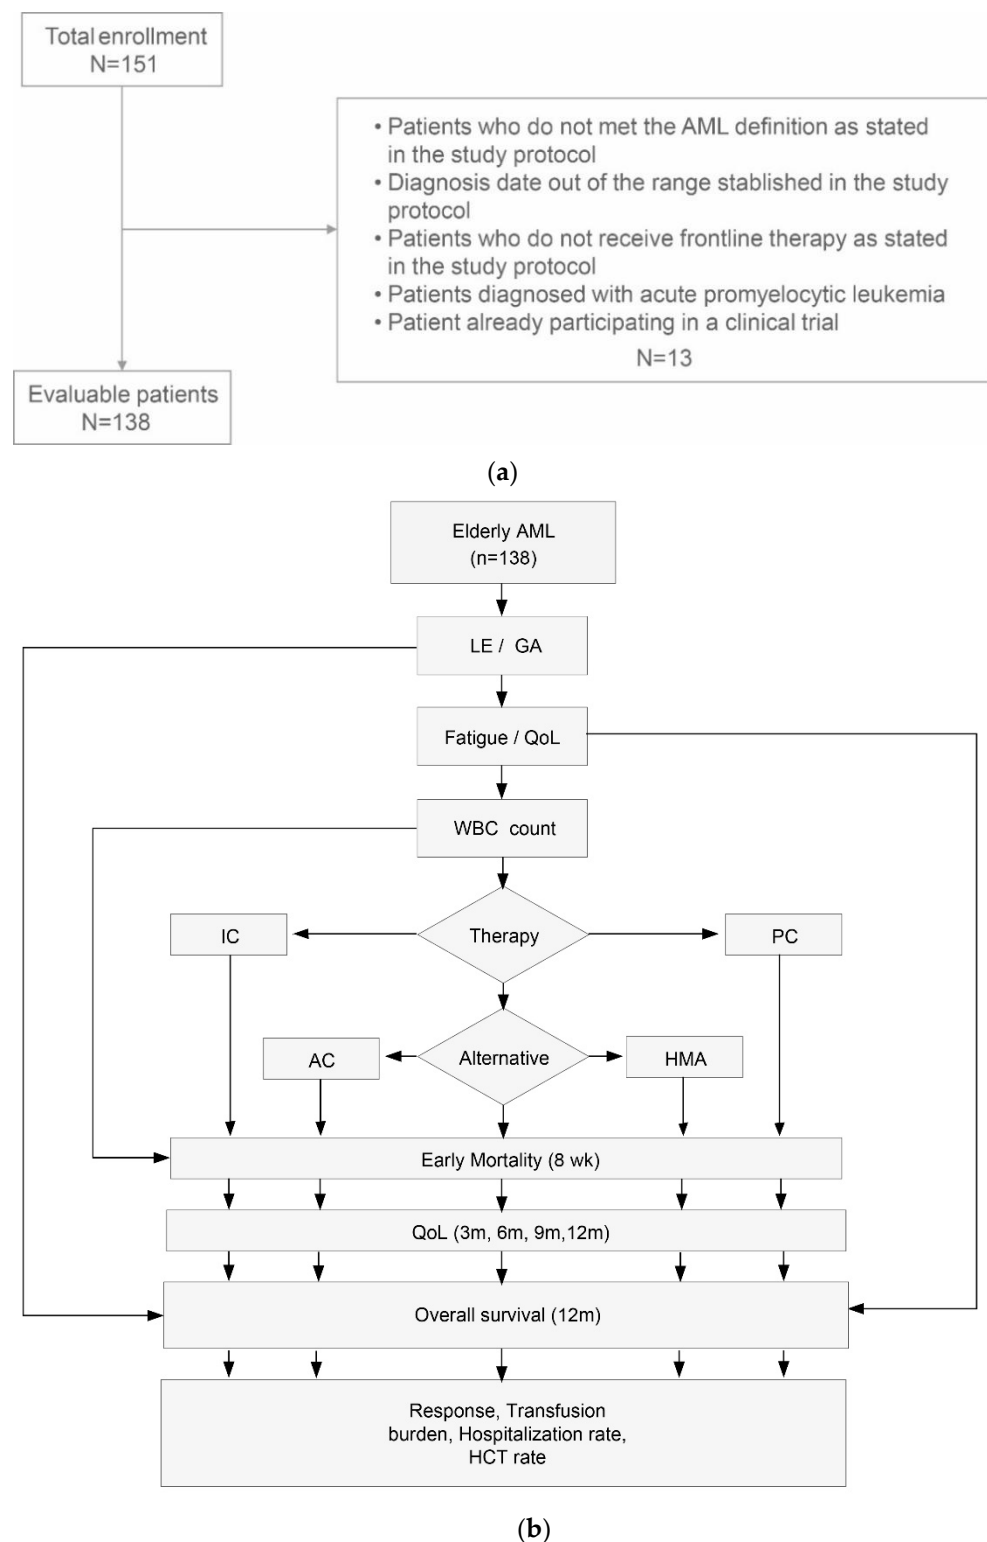 Total enrollment
N=151
• Patients who do not met the AML definition as stated
in the study protocol
• Diagnosis date out of the range stablished in the study
protocol
• Patients who do not receive frontline therapy as stated
in the study protocol
• Patients diagnosed with acute promyelocytic leukemia
• Patient already participating in a clinical trial
N=13
Evaluable patients
N=138
(a)
Elderly AML
(n=138)
LE / GA
Fatigue / QoL
WBC count
IC
Therapy
PC
AC
Alternative
HMA
Early Mortality (8 wk)
QoL (3m, 6m, 9m,12m)
Overall survival (12m)
Response, Transfusion
burden, Hospitalization rate,
HCT rate
(b)